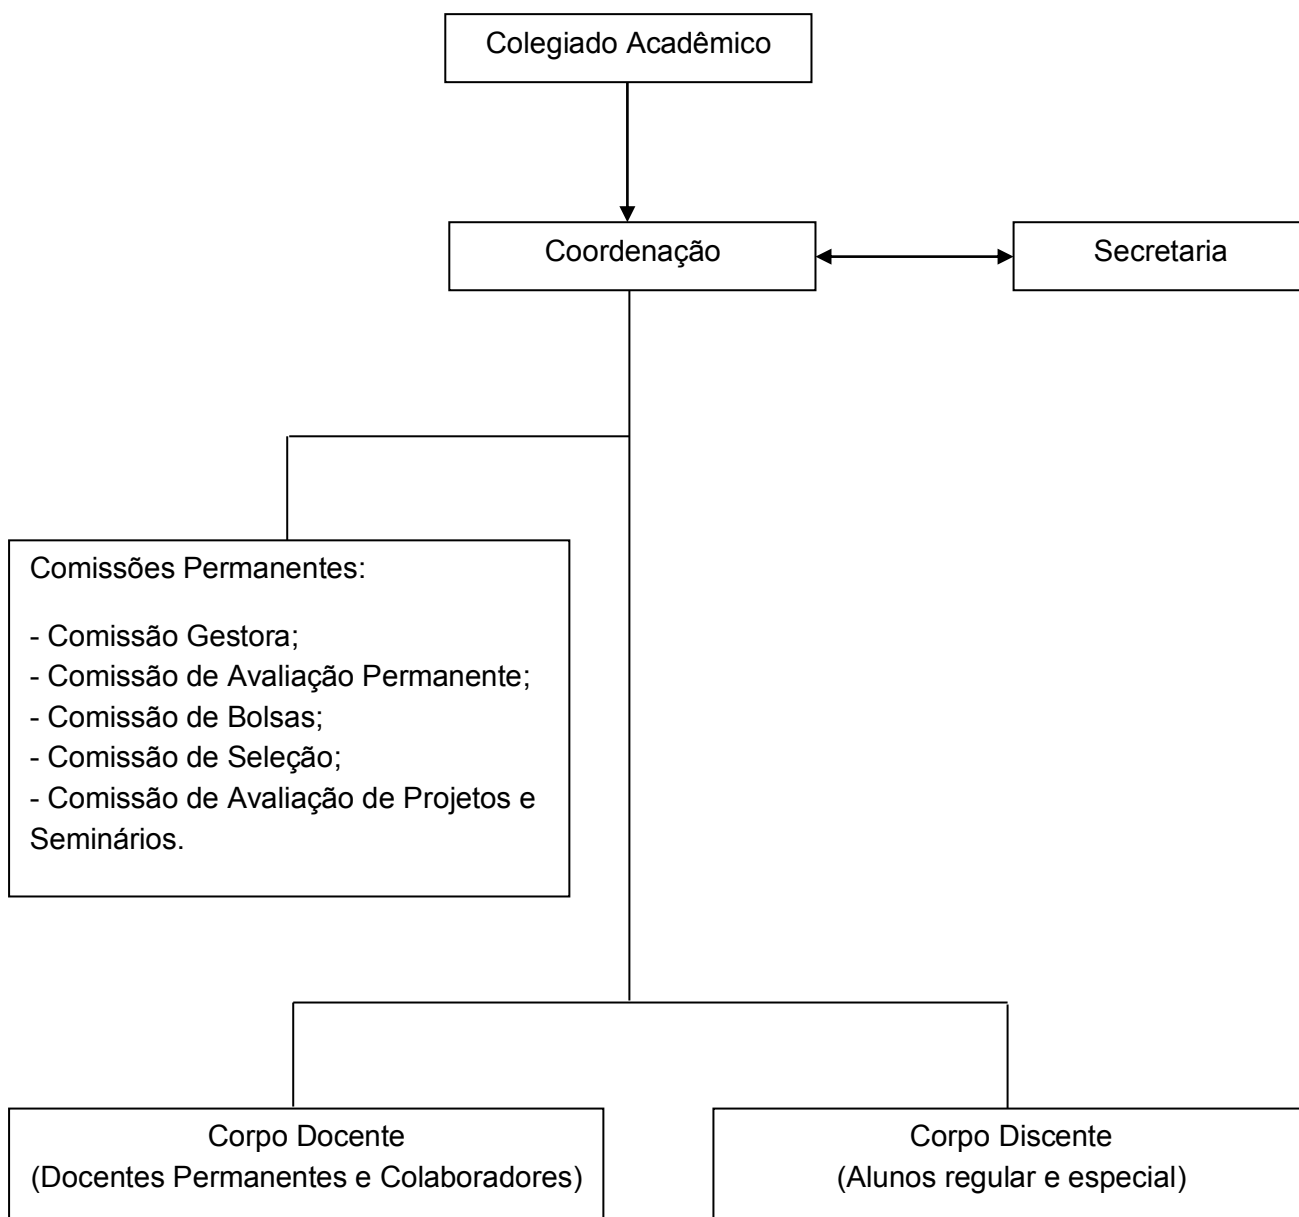 Colegiado Acadêmico
Coordenação
Secretaria
Comissões Permanentes:
- Comissão Gestora;
- Comissão de Avaliação Permanente;
- Comissão de Bolsas;
- Comissão de Seleção;
- Comissão de Avaliação de Projetos e
Seminários.
Corpo Docente
(Docentes Permanentes e Colaboradores)
Corpo Discente
(Alunos regular e especial)